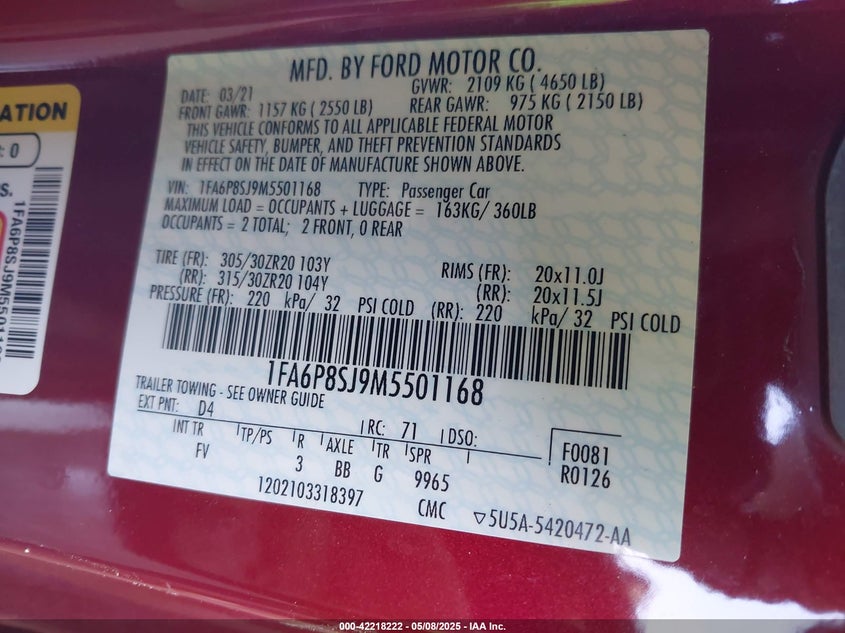 ATION
: 0
S.
1FA6P8SJ9M5501168
MFD. BY FORD MOTOR CO.
DATE: 03/21 GVWR: 2109 KG ( 4650 LB)
FRONT GAWR: 1157 KG ( 2550 LB) REAR GAWR: 975 KG ( 2150 LB)
THIS VEHICLE CONFORMS TO ALL APPLICABLE FEDERAL MOTOR
VEHICLE SAFETY, BUMPER, AND THEFT PREVENTION STANDARDS
IN EFFECT ON THE DATE OF MANUFACTURE SHOWN ABOVE.
VIN: 1FA6P8SJ9M5501168 TYPE: Passenger Car
MAXIMUM LOAD = OCCUPANTS + LUGGAGE = 163KG/ 360LB
OCCUPANTS = 2 TOTAL; 2 FRONT, 0 REAR
TIRE (FR): 305/30ZR20 103Y RIMS (FR): 20x11.0J
(RR): 315/30ZR20 104Y (RR): 20x11.5J
PRESSURE (FR): 220 kPa/ 32 PSI COLD (RR): 220 kPa/ 32 PSI COLD
1FA6P8SJ9M5501168
TRAILER TOWING - SEE OWNER GUIDE
EXT PNT: D4 RC: 71 DSO:
INT TR TP/PS R AXLE TR SPR F0081
FV 3 BB G 9965 R0126
1202103318397 CMC ▽5U5A-5420472-AA
000-42218222 - 05/08/2025 - IAA Inc.